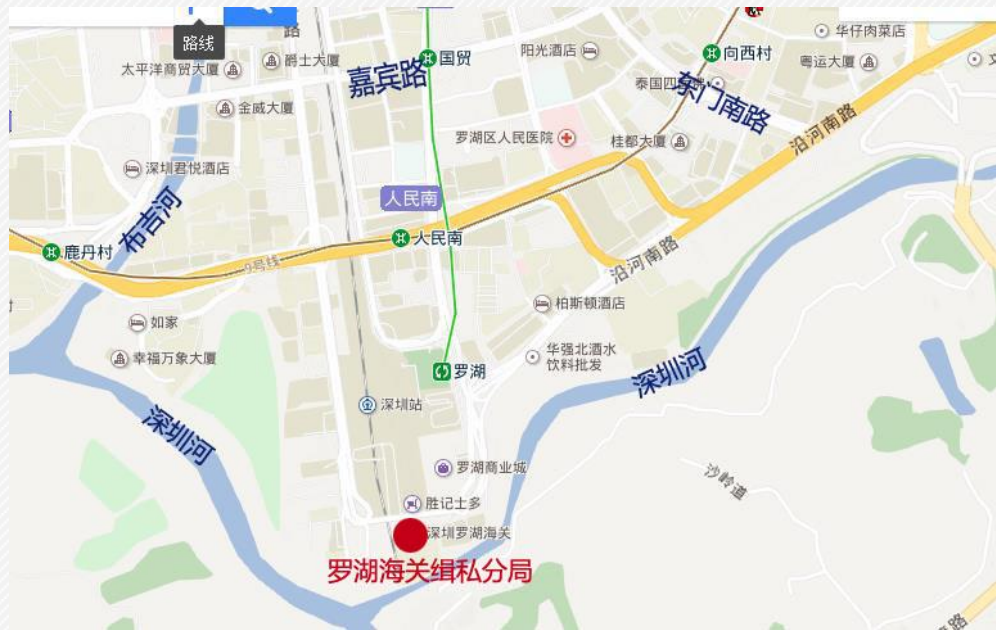 路
路线
华仔肉菜店
嘉宾路
国贸
阳光酒店
向西村
粤运大厦
太平洋商贸大厦
爵士大厦
东门南路
金威大厦
罗湖区人民医院
桂都大厦
沿河南路
深圳君悦酒店
人民南
布吉河
鹿丹村
人民南
9号线
沿河南路
柏斯顿酒店
如家
幸福万象大厦
华强北酒水
饮料批发
罗湖
深圳河
深圳站
深圳河
罗湖商业城
沙岭道
胜记士多
深圳罗湖海关
罗湖海关缉私分局
路